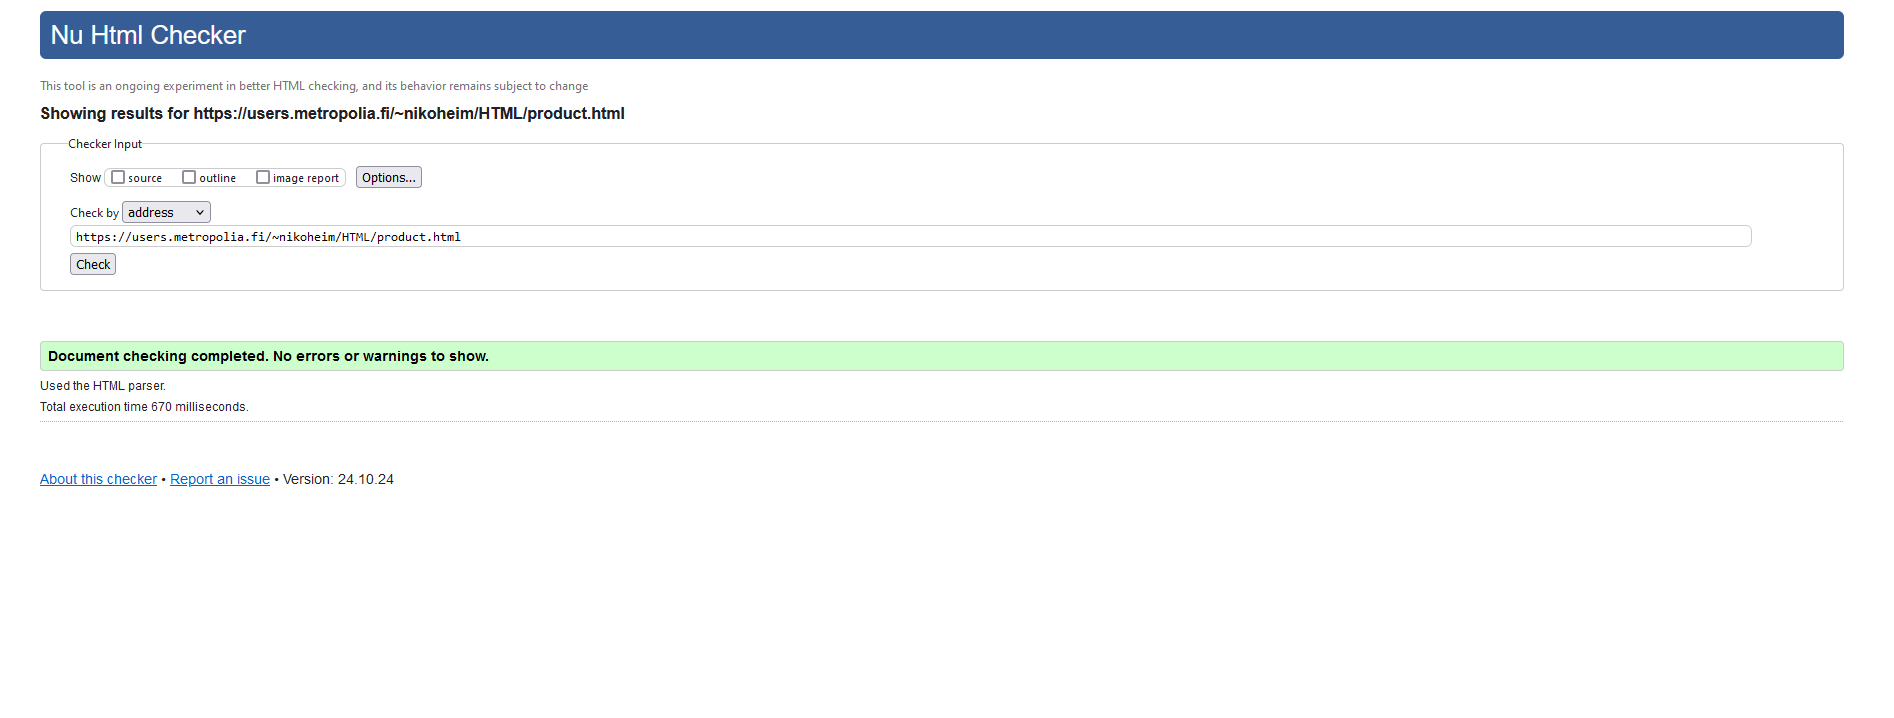 Nu Html Checker
This tool is an ongoing experiment in better HTML checking, and its behavior remains subject to change
Showing results for https://users.metropolia.fi/~nikoheim/HTML/product.html
Checker Input
Show source outline image report Options...
Check by address
https://users.metropolia.fi/~nikoheim/HTML/product.html
Check
Document checking completed. No errors or warnings to show.
Used the HTML parser.
Total execution time 670 milliseconds.
About this checker • Report an issue • Version: 24.10.24